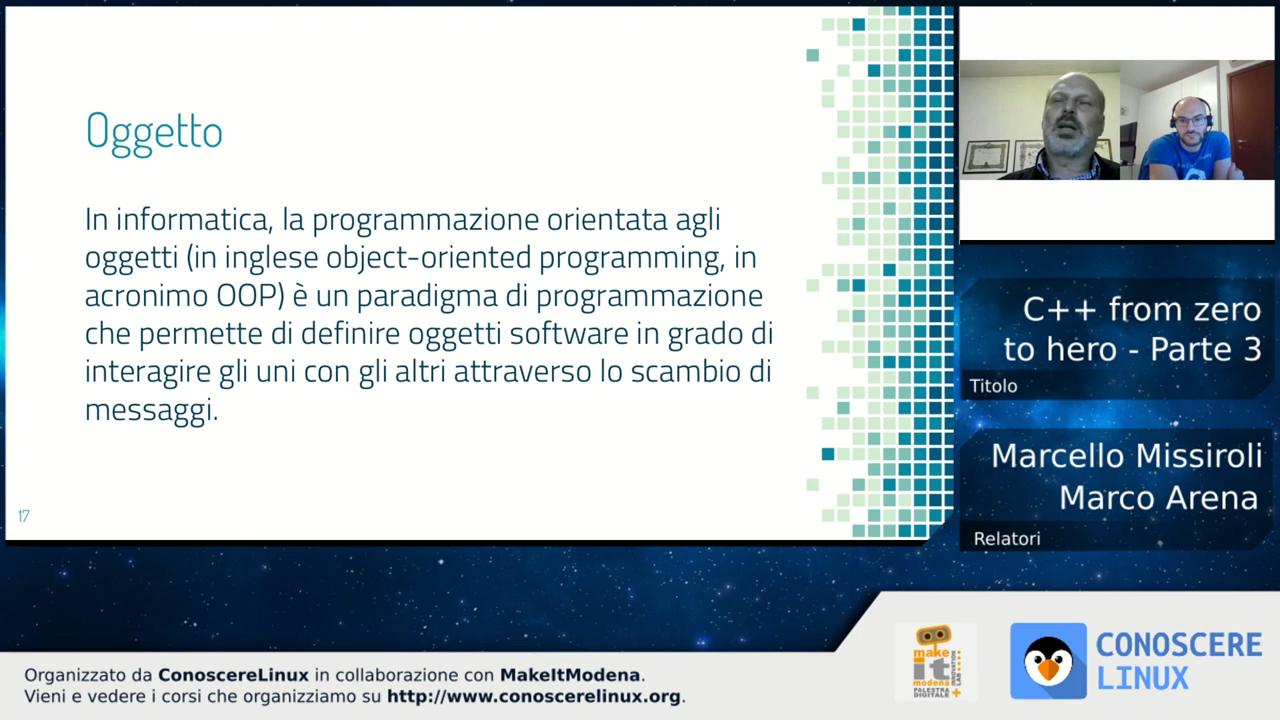 Oggetto
In informatica, la programmazione orientata agli
oggetti (in inglese object-oriented programming, in
acronimo OOP) è un paradigma di programmazione
che permette di definire oggetti software in grado di
interagire gli uni con gli altri attraverso lo scambio di
messaggi.
17
C++ from zero
to hero - Parte 3
Titolo
Marcello Missiroli
Marco Arena
Relatori
Organizzato da ConoscereLinux in collaborazione con MakeItModena.
Vieni e vedere i corsi che organizziamo su http://www.conoscerelinux.org.
make
it
modena
PALESTRA
DIGITALE
INNOVATION
LAB
CONOSCERE
LINUX